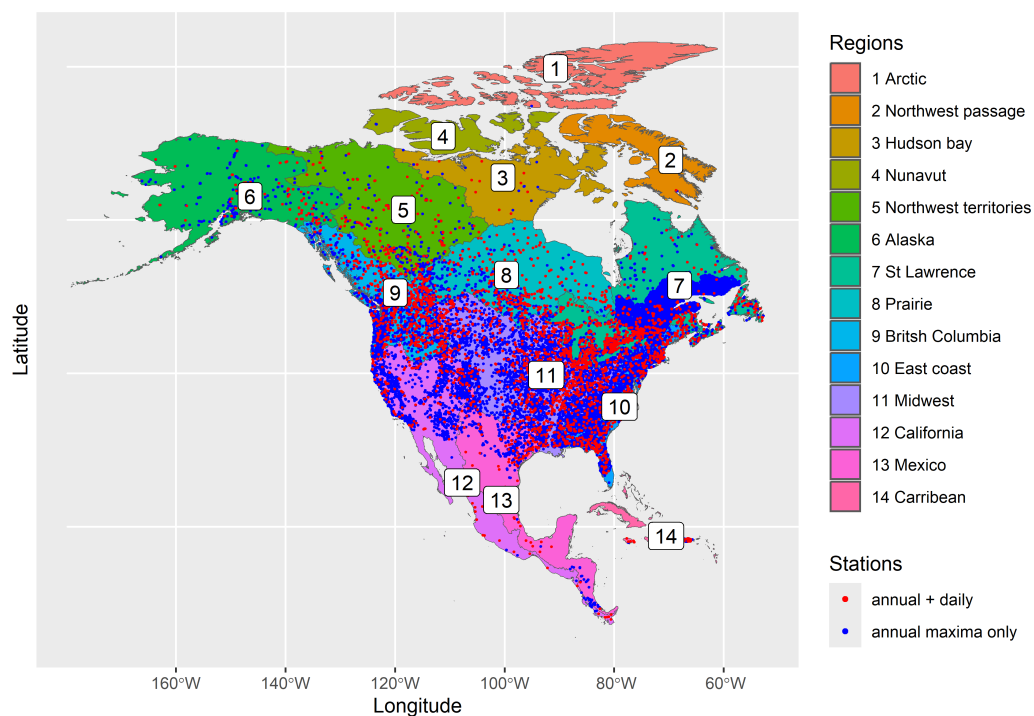 Regions
1 Arctic
2 Northwest passage
3 Hudson bay
4 Nunavut
5 Northwest territories
6 Alaska
7 St Lawrence
8 Prairie
9 Britsh Columbia
10 East coast
11 Midwest
12 California
13 Mexico
14 Carribean
Stations
annual + daily
annual maxima only
1
2
4
3
6
5
8
7
9
11
10
12
13
14
Latitude
160°W 140°W 120°W 100°W 80°W 60°W
Longitude